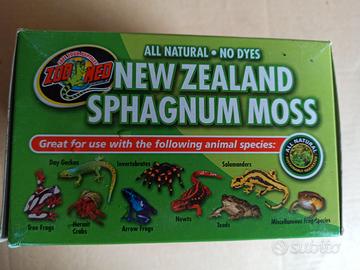 ALL NATURAL • NO DYES
ZOO MED
NEW ZEALAND
SPHAGNUM MOSS
Great for use with the following animal species:
ALL NATURAL
Day Geckos
Invertebrates
Salamanders
Tree Frogs
Hermit Crabs
Arrow Frogs
Newts
Toads
Miscellaneous Frog Species
subito